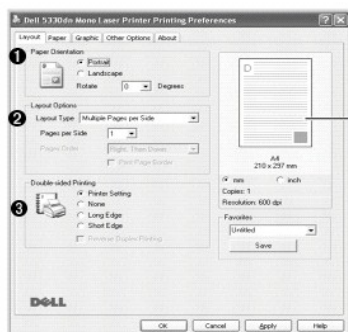 Dell 5330dn Mono Laser Printer Printing Preferences
Layout Paper Graphic Other Options About
1
Paper Orientation
Portrait
Landscape
Rotate 0 Degrees
2
Layout Options
Layout Type Multiple Pages per Side
Pages per Side 1
Pages Order Right, Then Down
Print Page Border
3
Double-sided Printing
Printer Setting
None
Long Edge
Short Edge
Reverse Duplex Printing
A4
210 x 297 mm
mm inch
Copies: 1
Resolution: 600 dpi
Favorites
Untitled
Save
DELL
OK Cancel Apply Help